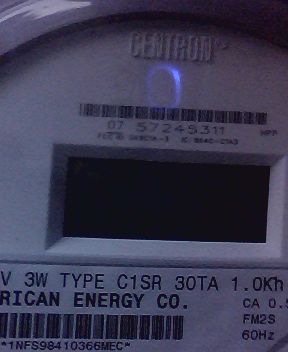 CENTRON
07 57245311
V 3W TYPE C1SR 30TA 1.0Kh
RICAN ENERGY CO.
CA 0.5
FM2S
60Hz
*1NFS98410366MEC*